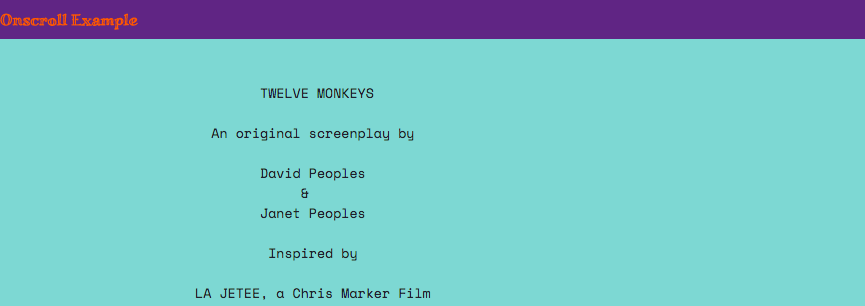 Onscroll Example
TWELVE MONKEYS
An original screenplay by
David Peoples
&
Janet Peoples
Inspired by
LA JETEE, a Chris Marker Film